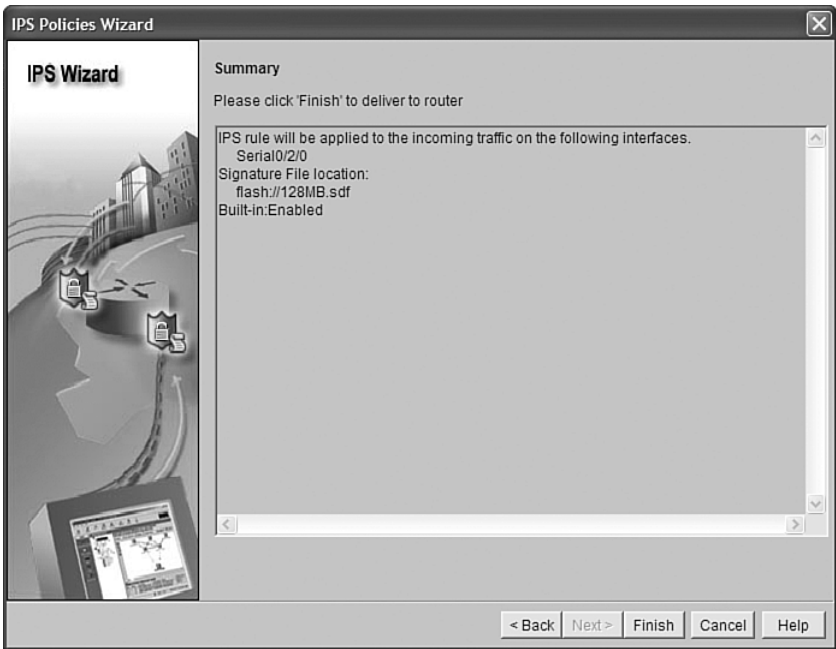 IPS Policies Wizard
IPS Wizard
Summary
Please click 'Finish' to deliver to router
IPS rule will be applied to the incoming traffic on the following interfaces.
Serial0/2/0
Signature File location:
flash://128MB.sdf
Built-in:Enabled
< Back
Next >
Finish
Cancel
Help